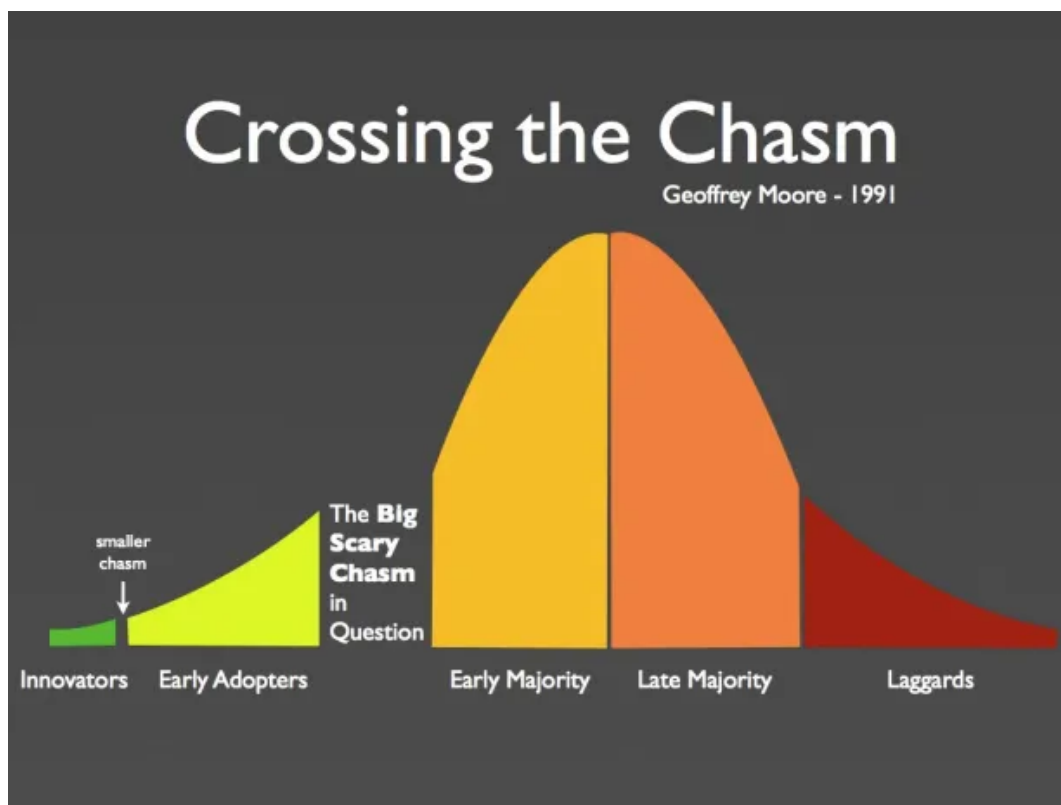 Crossing the Chasm
Geoffrey Moore - 1991
smaller
chasm
The Big
Scary
Chasm
in
Question
Innovators
Early Adopters
Early Majority
Late Majority
Laggards